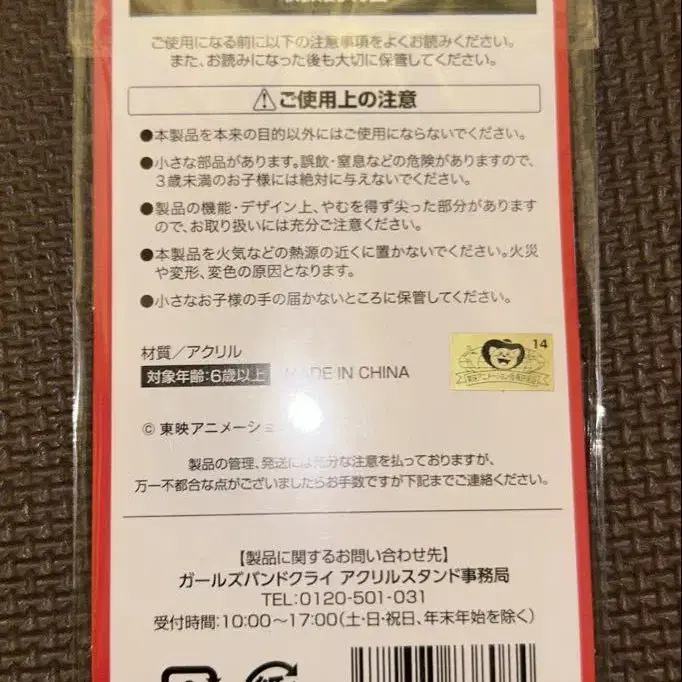 ご使用になる前に以下の注意事項をよくお読みください。
また、お読みになった後も大切に保管してください。
⚠ご使用上の注意
●本製品を本来の目的以外にはご使用にならないでください。
●小さな部品があります。誤飲・窒息などの危険がありますので、
3歳未満のお子様には絶対に与えないでください。
●製品の機能・デザイン上、やむを得ず尖った部分があります
ので、お取り扱いには充分ご注意ください。
●本製品を火気などの熱源の近くに置かないでください。火災
や変形、変色の原因となります。
●小さなお子様の手の届かないところに保管してください。
材質/アクリル
対象年齢:6歳以上
MADE IN CHINA
14
© 東映アニメーショ
製品の管理、発送には充分な注意を払っておりますが、
万一不都合な点がございましたらお手数ですが下記までご連絡ください。
【製品に関するお問い合わせ先】
ガールズバンドクライ アクリルスタンド事務局
TEL:0120-501-031
受付時間:10:00〜17:00(土・日・祝日、年末年始を除く)